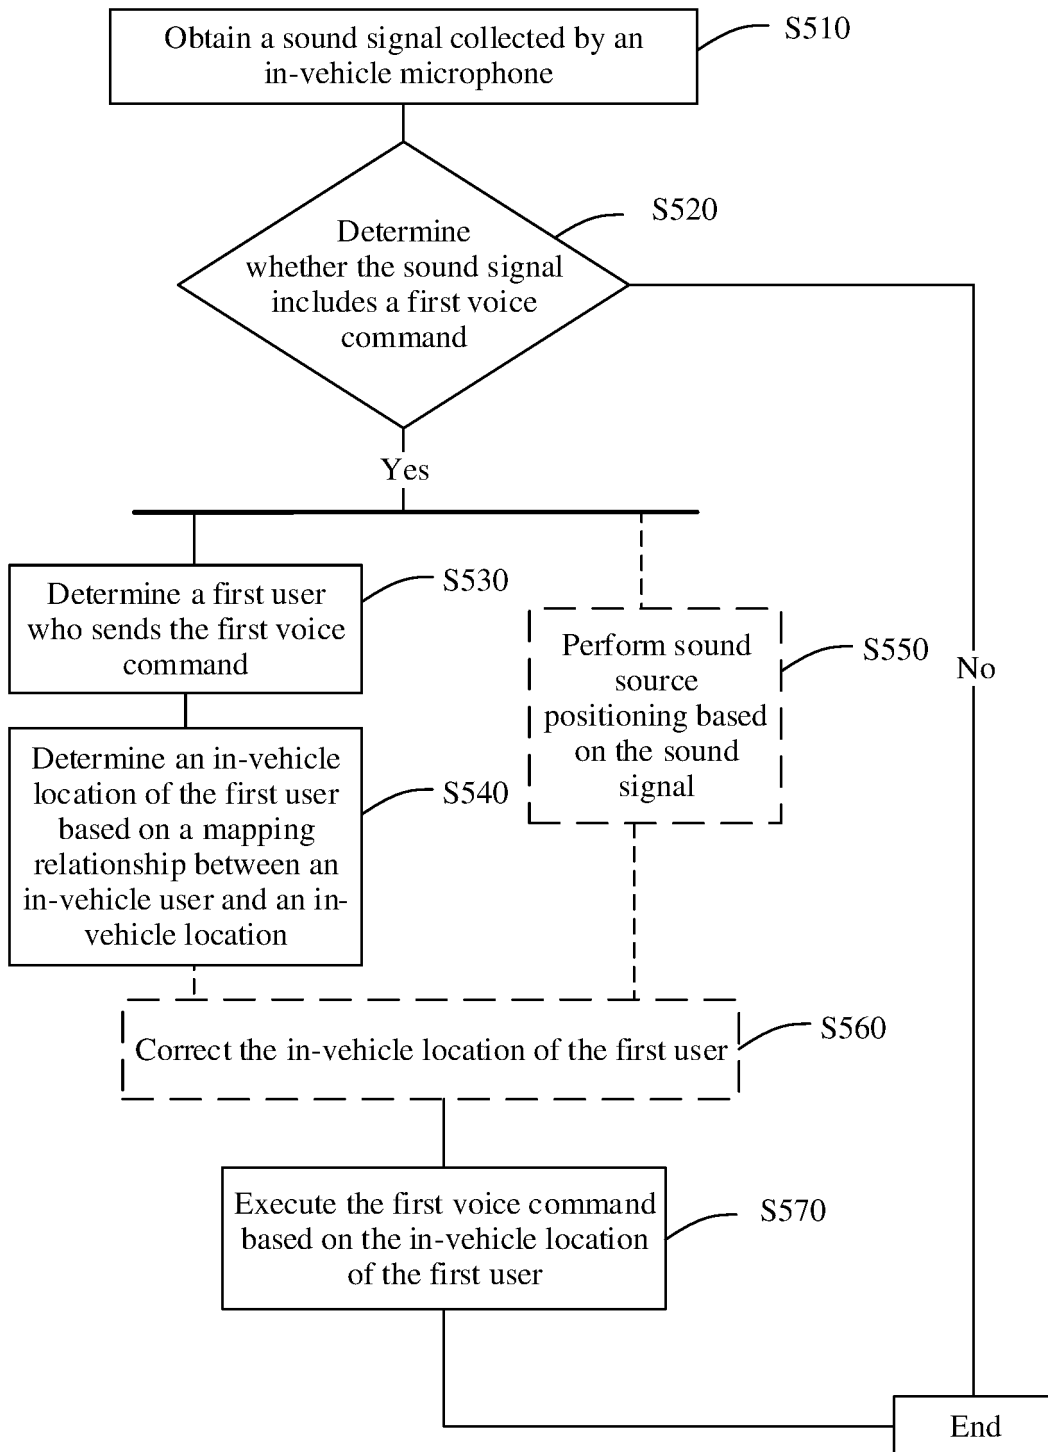 Obtain a sound signal collected by an
in-vehicle microphone
S510
Determine
whether the sound signal
includes a first voice
command
S520
Yes
No
Determine a first user
who sends the first voice
command
S530
Determine an in-vehicle
location of the first user
based on a mapping
relationship between an
in-vehicle user and an in-
vehicle location
S540
Perform sound
source
positioning based
on the sound
signal
S550
Correct the in-vehicle location of the first user
S560
Execute the first voice command
based on the in-vehicle location
of the first user
S570
End